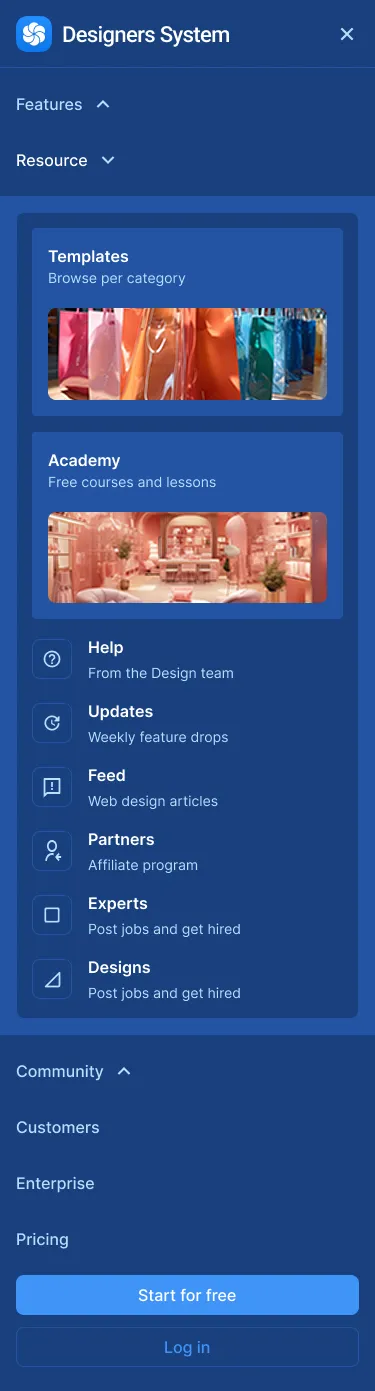 Designers System
Features
Resource
Templates
Browse per category
Academy
Free courses and lessons
Help
From the Design team
Updates
Weekly feature drops
Feed
Web design articles
Partners
Affiliate program
Experts
Post jobs and get hired
Designs
Post jobs and get hired
Community
Customers
Enterprise
Pricing
Start for free
Log in